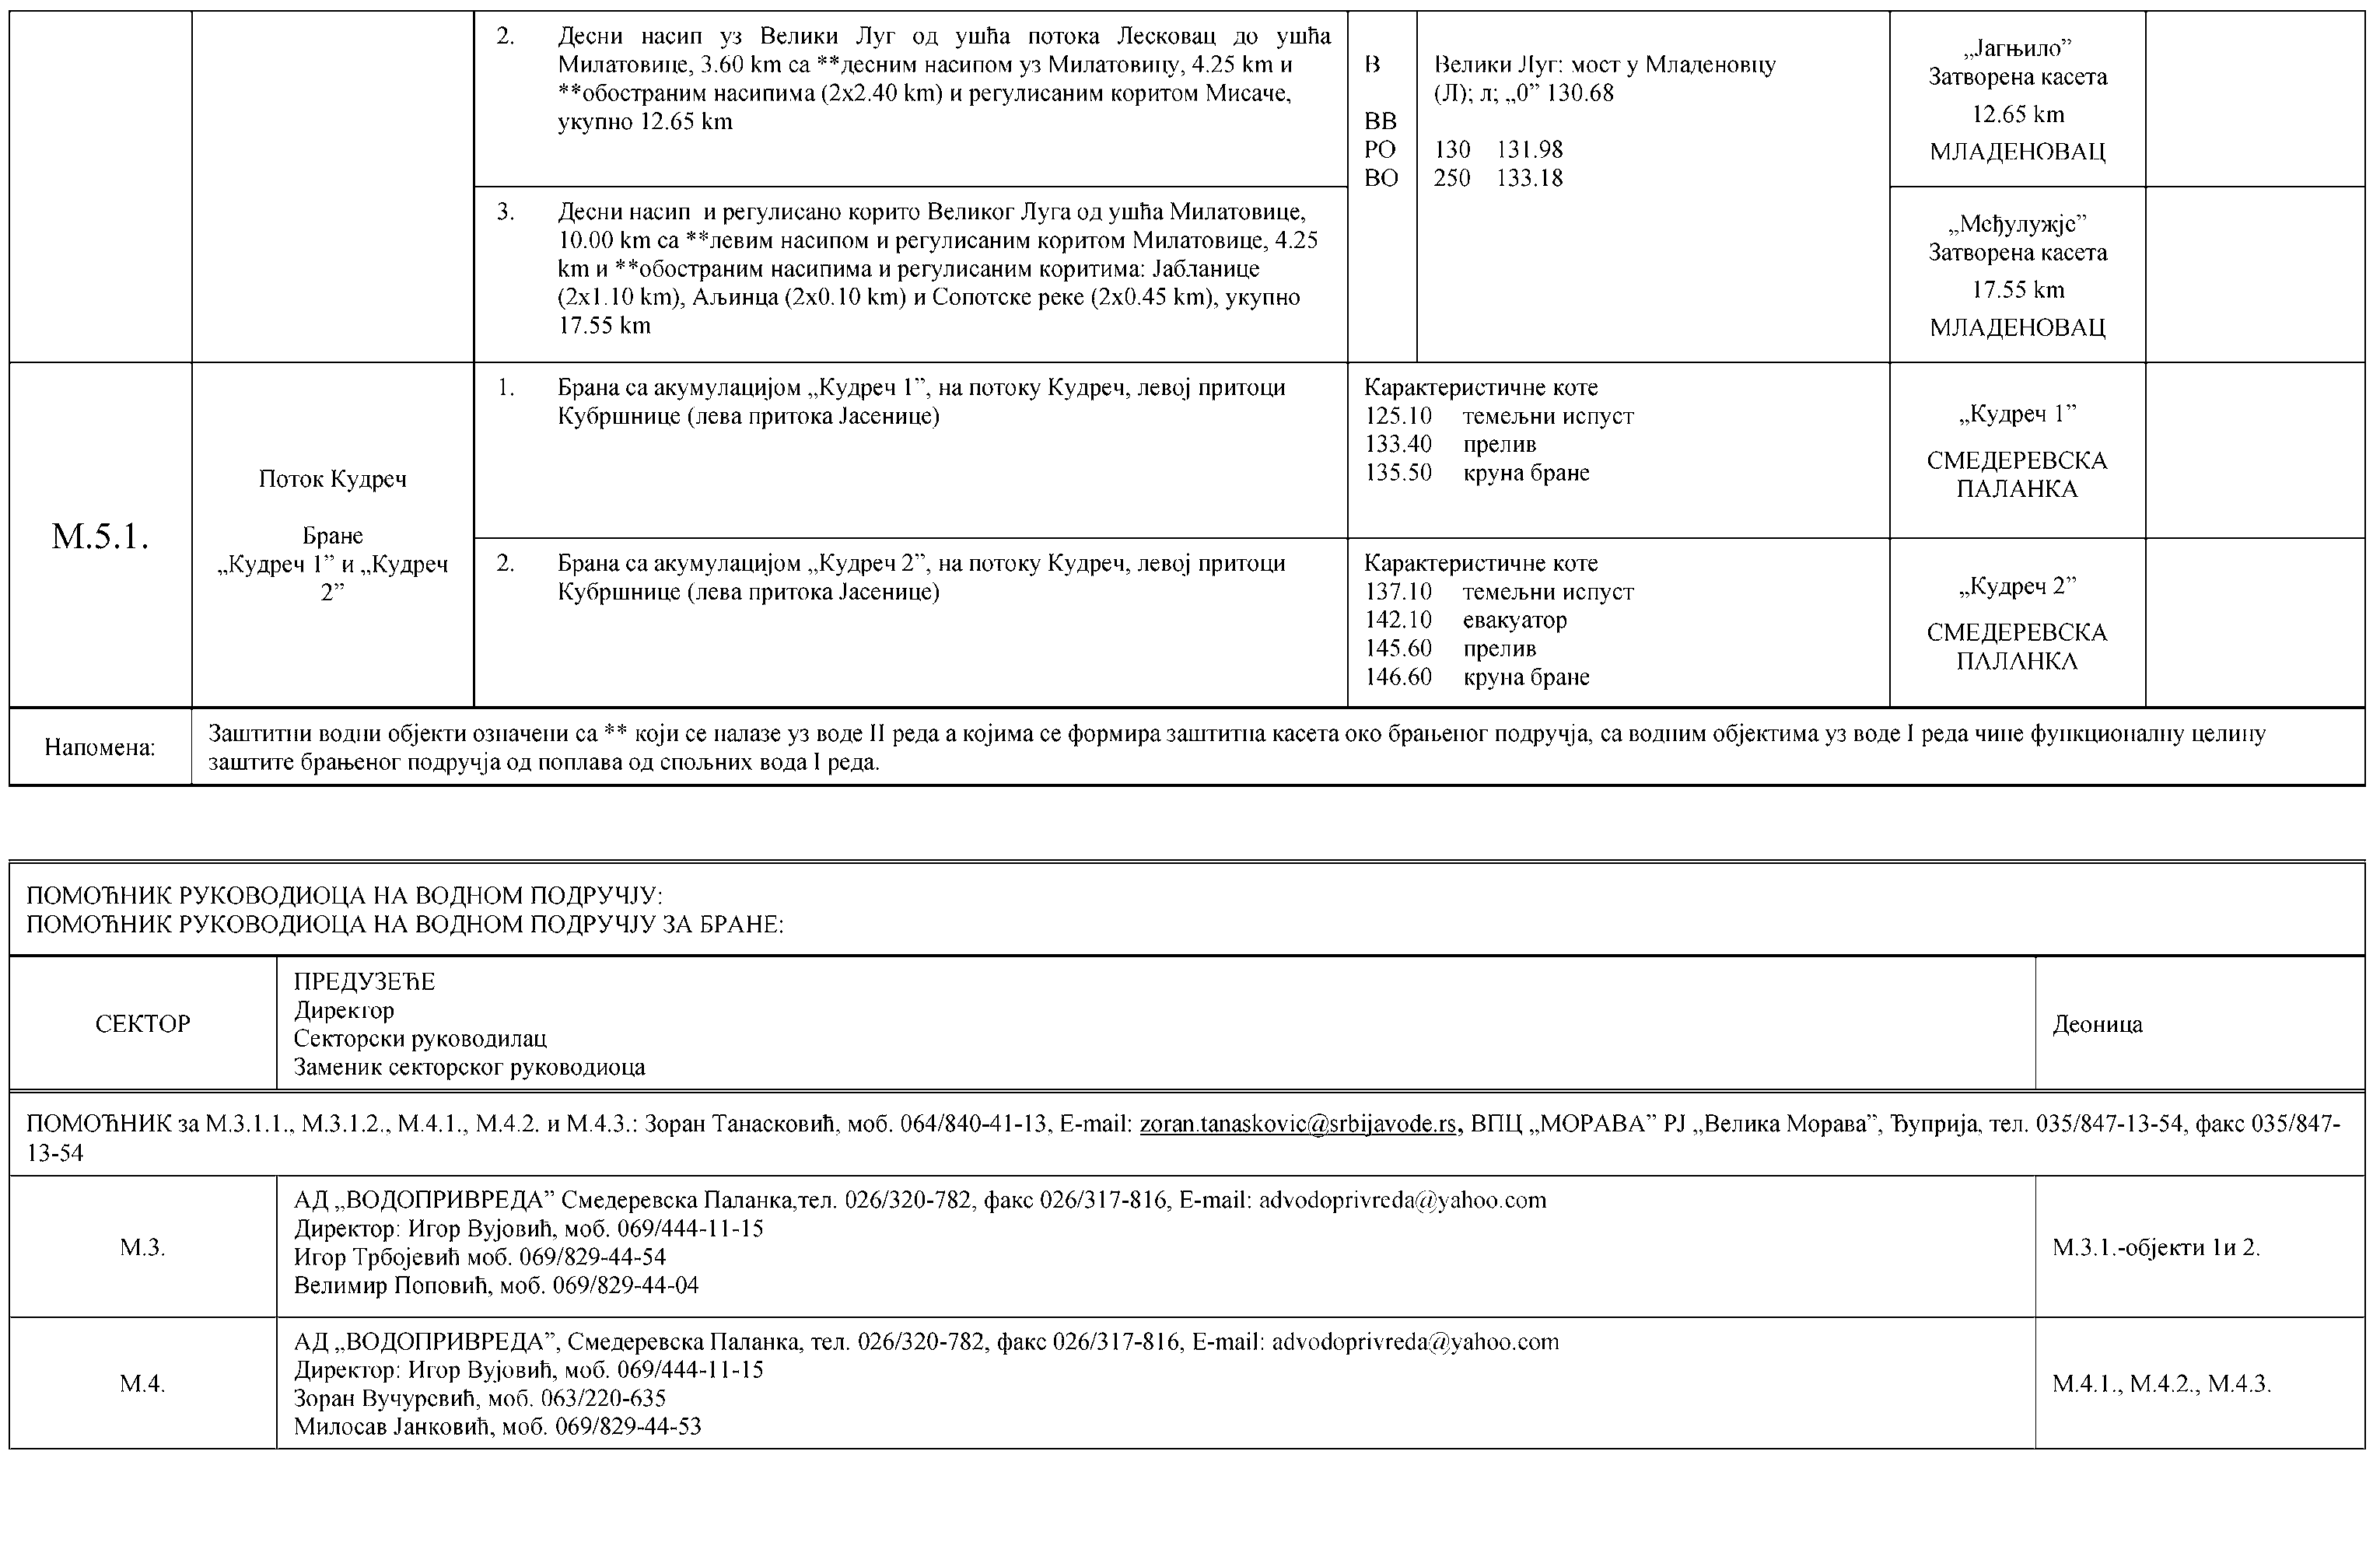 2. Десни насип уз Велики Луг од ушћа потока Лесковац до ушћа
Милатовице, 3.60 km са **десним насипом уз Милатовицу, 4.25 km и
**обостраним насипима (2x2.40 km) и регулисаним коритом Мисаче,
укупно 12.65 km
В
ВВ
РО
ВО
Велики Луг: мост у Младеновцу
(Л); л; „0” 130.68
130 131.98
250 133.18
„Јагњило”
Затворена касета
12.65 km
МЛАДЕНОВАЦ
3. Десни насип и регулисано корито Великог Луга од ушћа Милатовице,
10.00 km са **левим насипом и регулисаним коритом Милатовице, 4.25
km и **обостраним насипима и регулисаним коритима: Јабланице
(2x1.10 km), Аљинца (2x0.10 km) и Сопотске реке (2x0.45 km), укупно
17.55 km
„Међулужје”
Затворена касета
17.55 km
МЛАДЕНОВАЦ
М.5.1.
Поток Кудреч
Бране
„Кудреч 1” и „Кудреч
2”
1. Брана са акумулацијом „Кудреч 1”, на потоку Кудреч, левој притоци
Кубршнице (лева притока Јасенице)
Карактеристичне коте
125.10 темељни испуст
133.40 прелив
135.50 круна бране
„Кудреч 1”
СМЕДЕРЕВСКА
ПАЛАНКА
2. Брана са акумулацијом „Кудреч 2”, на потоку Кудреч, левој притоци
Кубршнице (лева притока Јасенице)
Карактеристичне коте
137.10 темељни испуст
142.10 евакуатор
145.60 прелив
146.60 круна бране
„Кудреч 2”
СМЕДЕРЕВСКА
ПАЛАНКА
Напомена:
Заштитни водни објекти означени са ** који се налазе уз воде II реда а којима се формира заштитна касета око брањеног подручја, са водним објектима уз воде I реда чине функционалну целину
заштите брањеног подручја од поплава од спољних вода I реда.
ПОМОЋНИК РУКОВОДИОЦА НА ВОДНОМ ПОДРУЧЈУ:
ПОМОЋНИК РУКОВОДИОЦА НА ВОДНОМ ПОДРУЧЈУ ЗА БРАНЕ:
СЕКТОР
ПРЕДУЗЕЋЕ
Директор
Секторски руководилац
Заменик секторског руководиоца
Деоница
ПОМОЋНИК за М.3.1.1., М.3.1.2., М.4.1., М.4.2. и М.4.3.: Зоран Танасковић, моб. 064/840-41-13, E-mail: zoran.tanaskovic@srbijavode.rs, ВПЦ „МОРАВА” РЈ „Велика Морава”, Ћуприја, тел. 035/847-13-54, факс 035/847-
13-54
М.3.
АД „ВОДОПРИВРЕДА” Смедеревска Паланка,тел. 026/320-782, факс 026/317-816, E-mail: advodoprivreda@yahoo.com
Директор: Игор Вујовић, моб. 069/444-11-15
Игор Трбојевић моб. 069/829-44-54
Велимир Поповић, моб. 069/829-44-04
М.3.1.-објекти 1и 2.
М.4.
АД „ВОДОПРИВРЕДА”, Смедеревска Паланка, тел. 026/320-782, факс 026/317-816, E-mail: advodoprivreda@yahoo.com
Директор: Игор Вујовић, моб. 069/444-11-15
Зоран Вучуревић, моб. 063/220-635
Милосав Јанковић, моб. 069/829-44-53
М.4.1., М.4.2., М.4.3.